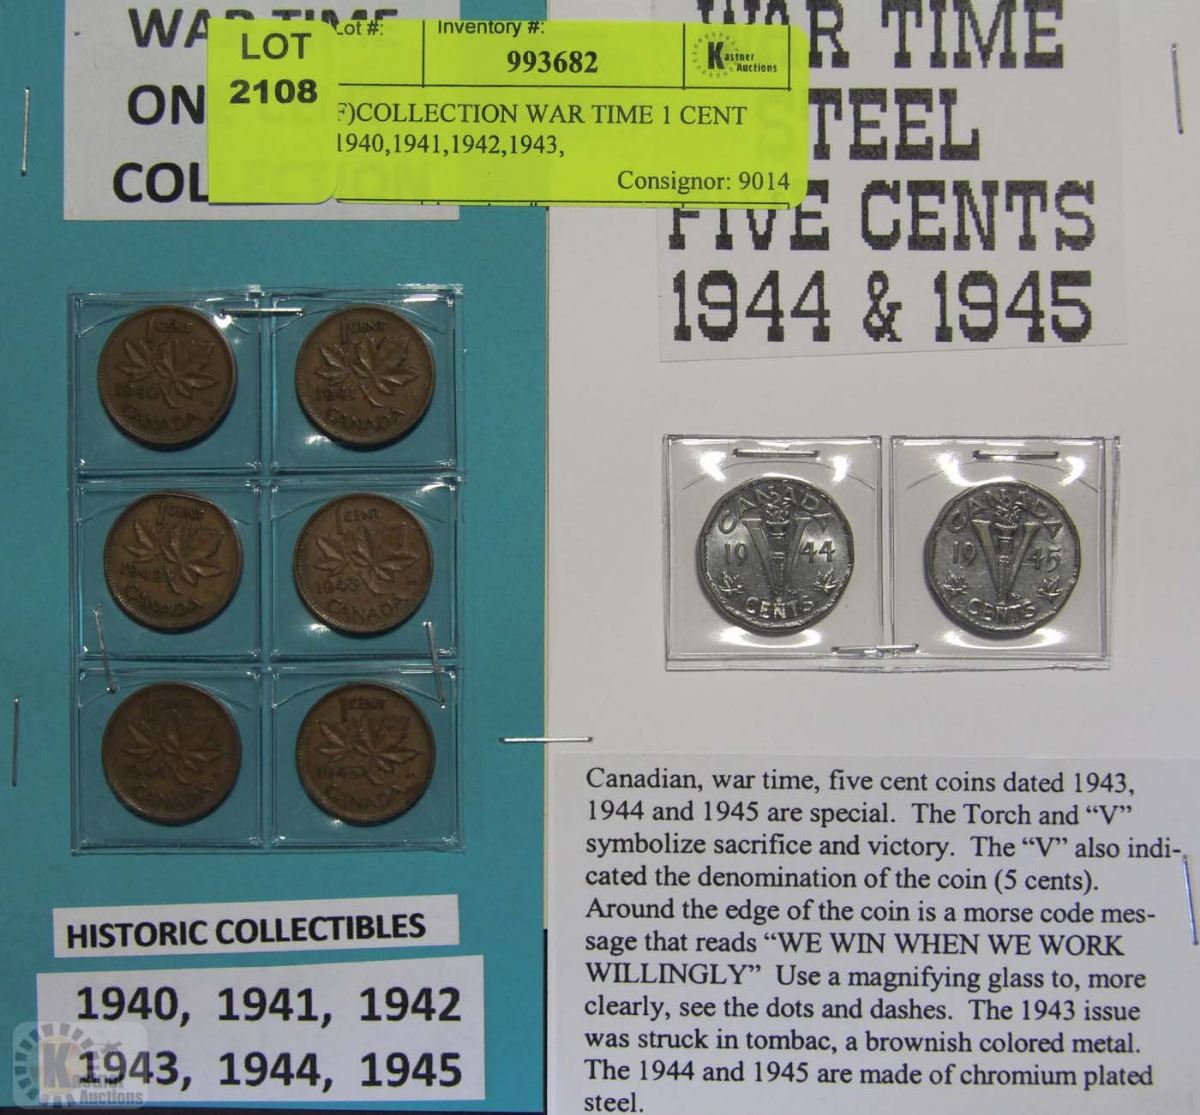 WAR TIME
ON
COL
LOT
2108
Lot #:
Inventory #:
993682
Kastner
Auctions
F)COLLECTION WAR TIME 1 CENT
1940,1941,1942,1943,
Consignor: 9014
WAR TIME
STEEL
FIVE CENTS
1944 & 1945
1 CENT
1940
CANADA
1 CENT
1941
CANADA
1 CENT
1942
CANADA
1 CENT
1943
CANADA
1 CENT
1944
CANADA
1 CENT
1945
CANADA
CANADA
19 44
CENTS
CANADA
19 45
CENTS
HISTORIC COLLECTIBLES
1940, 1941, 1942
1943, 1944, 1945
Canadian, war time, five cent coins dated 1943,
1944 and 1945 are special. The Torch and “V”
symbolize sacrifice and victory. The “V” also indi-
cated the denomination of the coin (5 cents).
Around the edge of the coin is a morse code mes-
sage that reads “WE WIN WHEN WE WORK
WILLINGLY” Use a magnifying glass to, more
clearly, see the dots and dashes. The 1943 issue
was struck in tombac, a brownish colored metal.
The 1944 and 1945 are made of chromium plated
steel.
Kastner
Auctions